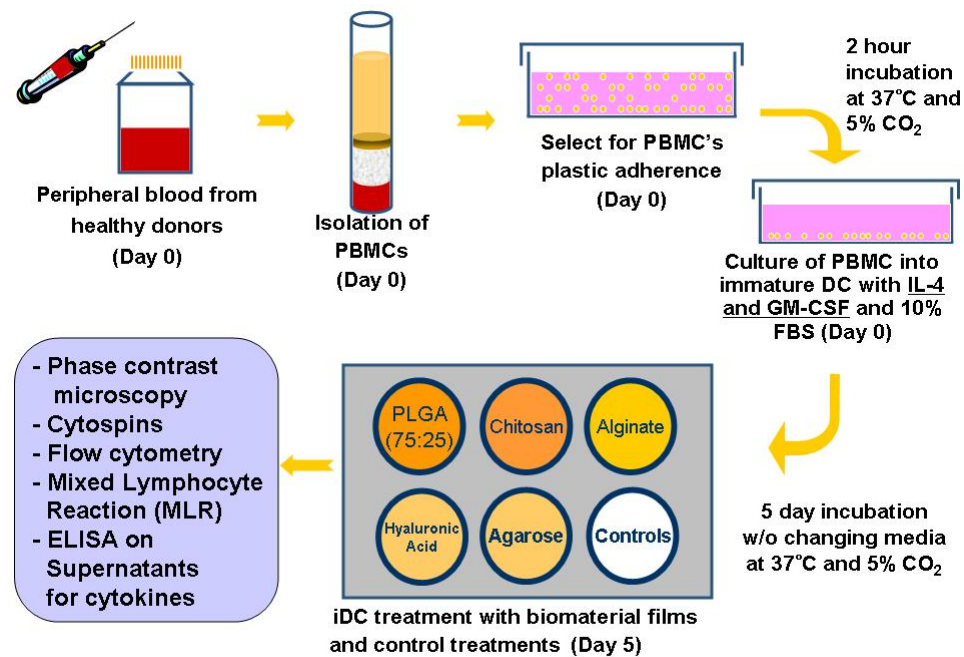 Peripheral blood from
healthy donors
(Day 0)
Isolation of
PBMCs
(Day 0)
Select for PBMC's
plastic adherence
(Day 0)
2 hour
incubation
at 37°C and
5% CO₂
Culture of PBMC into
immature DC with IL-4
and GM-CSF and 10%
FBS (Day 0)
5 day incubation
w/o changing media
at 37°C and 5% CO₂
PLGA
(75:25)
Chitosan
Alginate
Hyaluronic
Acid
Agarose
Controls
iDC treatment with biomaterial films
and control treatments (Day 5)
- Phase contrast
microscopy
- Cytospins
- Flow cytometry
- Mixed Lymphocyte
Reaction (MLR)
- ELISA on
Supernatants
for cytokines